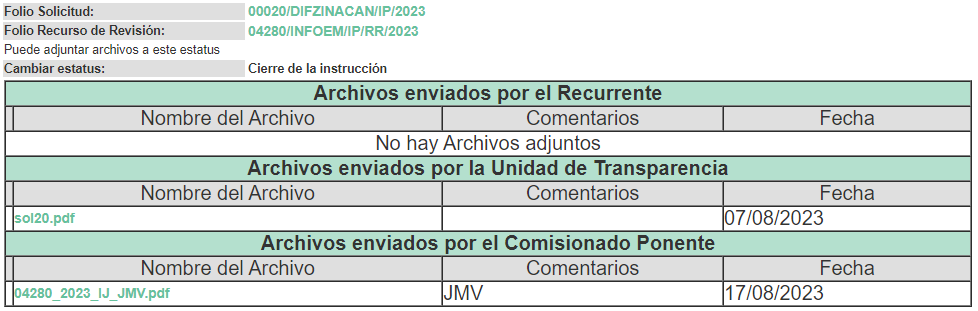 Folio Solicitud: 00020/DIFZINACAN/IP/2023
Folio Recurso de Revisión: 04280/INFOEM/IP/RR/2023
Puede adjuntar archivos a este estatus
Cambiar estatus: Cierre de la instrucción
Archivos enviados por el Recurrente
Nombre del Archivo Comentarios Fecha
No hay Archivos adjuntos
Archivos enviados por la Unidad de Transparencia
Nombre del Archivo Comentarios Fecha
sol20.pdf 07/08/2023
Archivos enviados por el Comisionado Ponente
Nombre del Archivo Comentarios Fecha
04280_2023_IJ_JMV.pdf JMV 17/08/2023